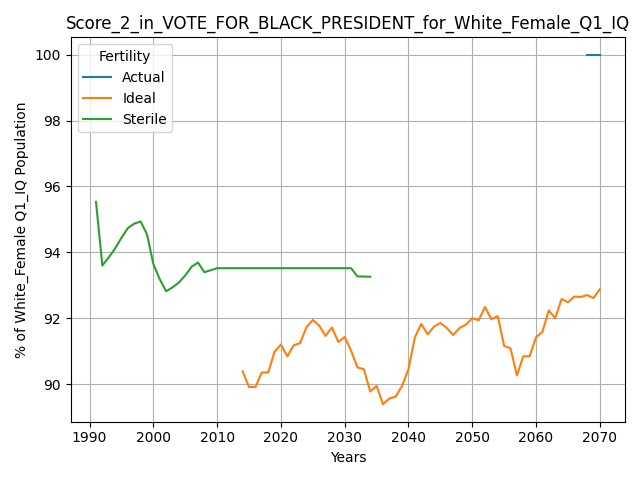 Score_2_in_VOTE_FOR_BLACK_PRESIDENT_for_White_Female_Q1_IQ
Fertility
Actual
Ideal
Sterile
% of White_Female Q1_IQ Population
100
98
96
94
92
90
1990 2000 2010 2020 2030 2040 2050 2060 2070
Years